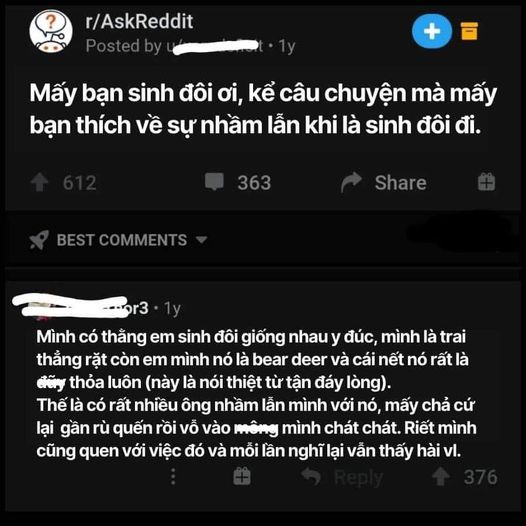 r/AskReddit
Posted by u/ • 1y
Mấy bạn sinh đôi ơi, kể câu chuyện mà mấy
bạn thích về sự nhầm lẫn khi là sinh đôi đi.
612 363 Share
BEST COMMENTS
or3 • 1y
Mình có thằng em sinh đôi giống nhau y đúc, mình là trai
thẳng rặt còn em mình nó là bear deer và cái nết nó rất là
đũy thỏa luôn (này là nói thiệt từ tận đáy lòng).
Thế là có rất nhiều ông nhầm lẫn mình với nó, mấy chả cứ
lại gần rù quến rồi vỗ vào mông mình chát chát. Riết mình
cũng quen với việc đó và mỗi lần nghĩ lại vẫn thấy hài vl.
Reply 376